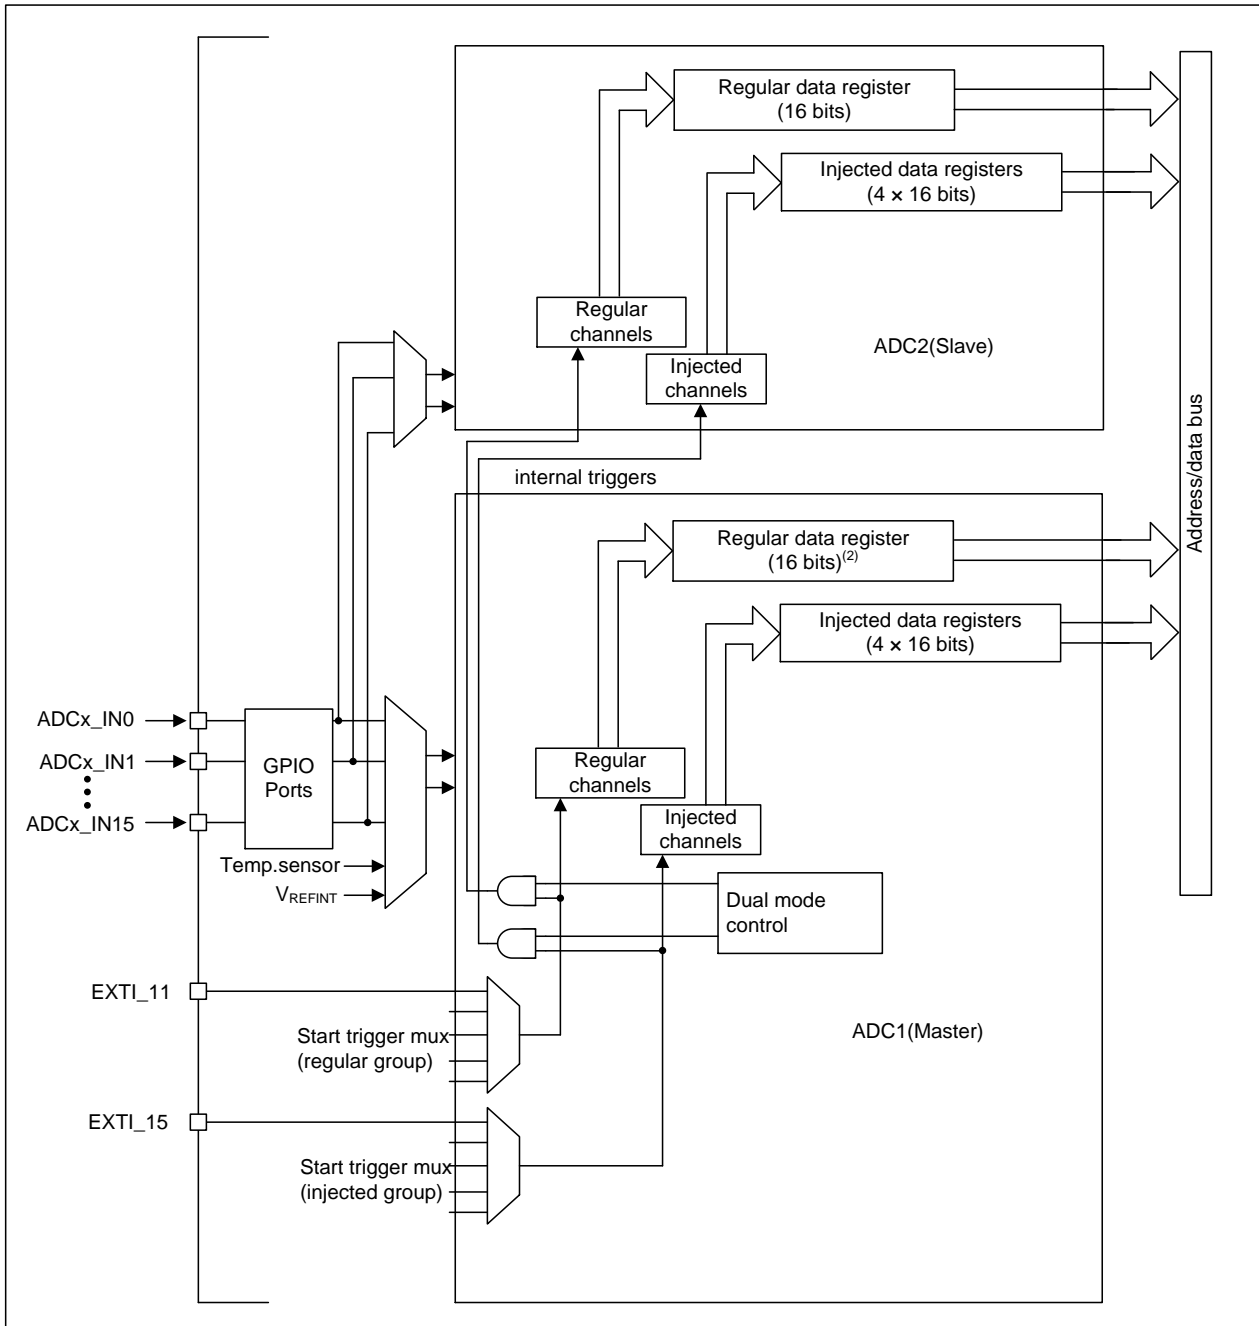 Regular data register
(16 bits)
Injected data registers
(4 × 16 bits)
Regular
channels
ADC2(Slave)
Injected
channels
Address/data bus
internal triggers
Regular data register
(16 bits)(2)
Injected data registers
(4 × 16 bits)
ADCx_IN0
ADCx_IN1
ADCx_IN15
GPIO
Ports
Regular
channels
Injected
channels
Temp.sensor
VREFINT
Dual mode
control
EXTI_11
Start trigger mux
(regular group)
ADC1(Master)
EXTI_15
Start trigger mux
(injected group)